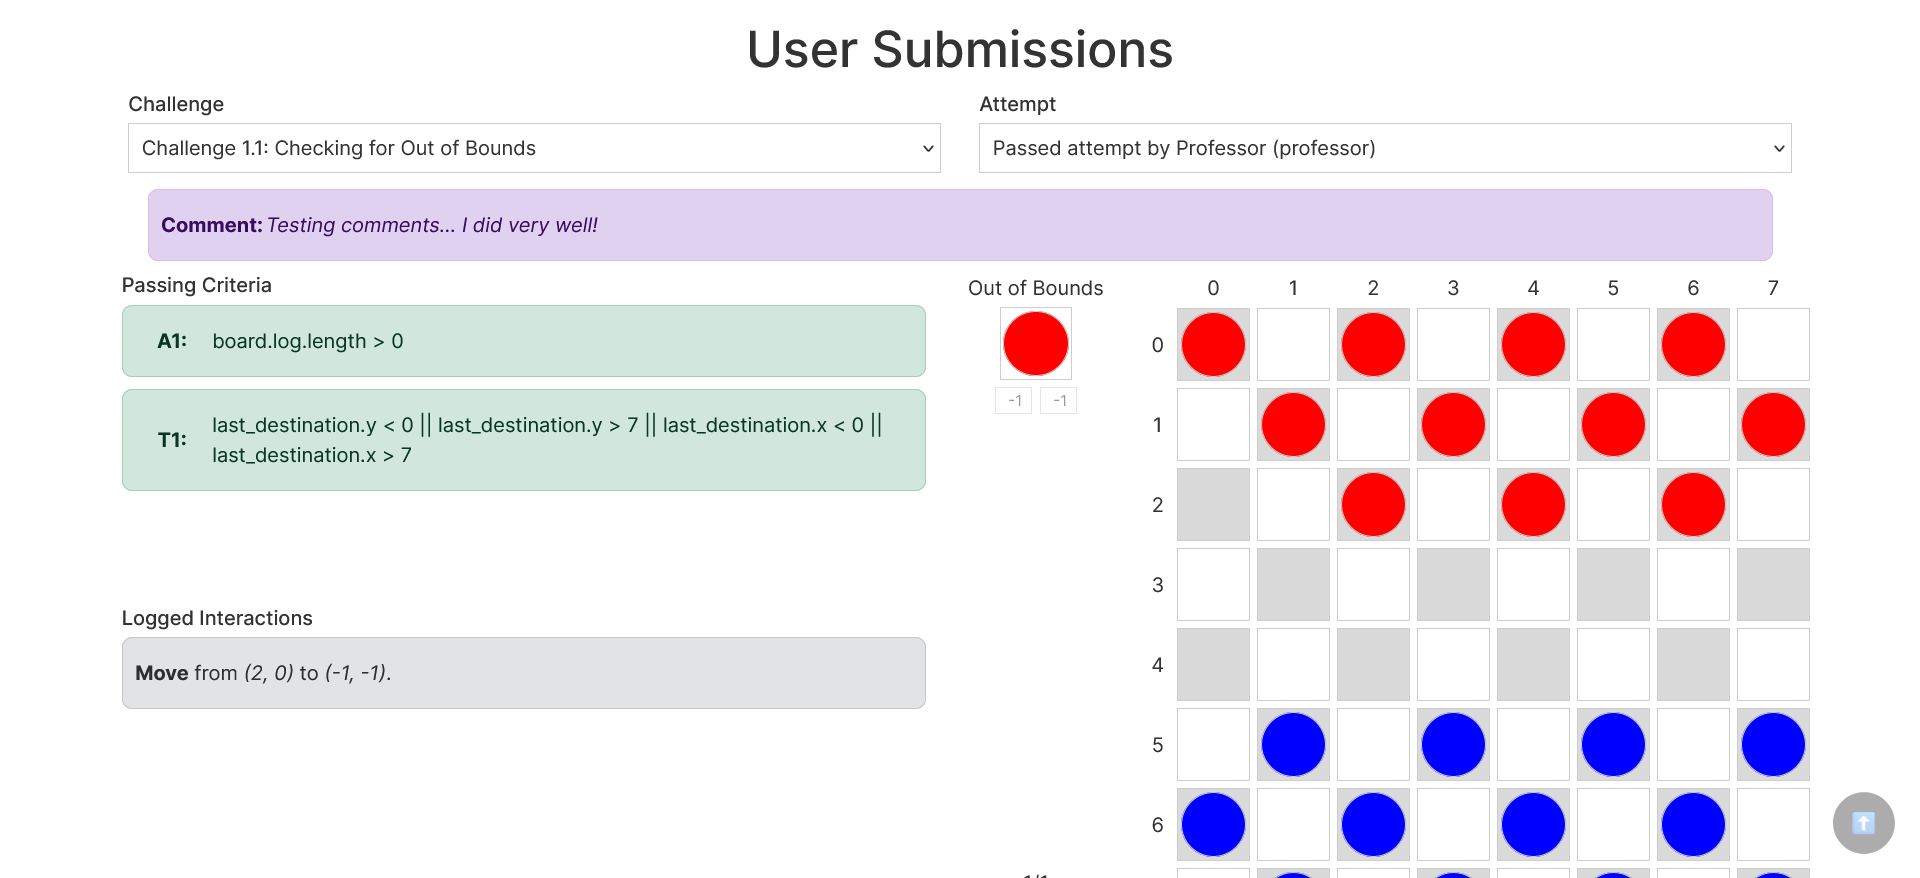 User Submissions
Challenge
Attempt
Challenge 1.1: Checking for Out of Bounds
Passed attempt by Professor (professor)
Comment: Testing comments... I did very well!
Passing Criteria
A1: board.log.length > 0
T1: last_destination.y < 0 || last_destination.y > 7 || last_destination.x < 0 ||
last_destination.x > 7
Logged Interactions
Move from (2, 0) to (-1, -1).
Out of Bounds
-1 -1
0 1 2 3 4 5 6 7
0
1
2
3
4
5
6